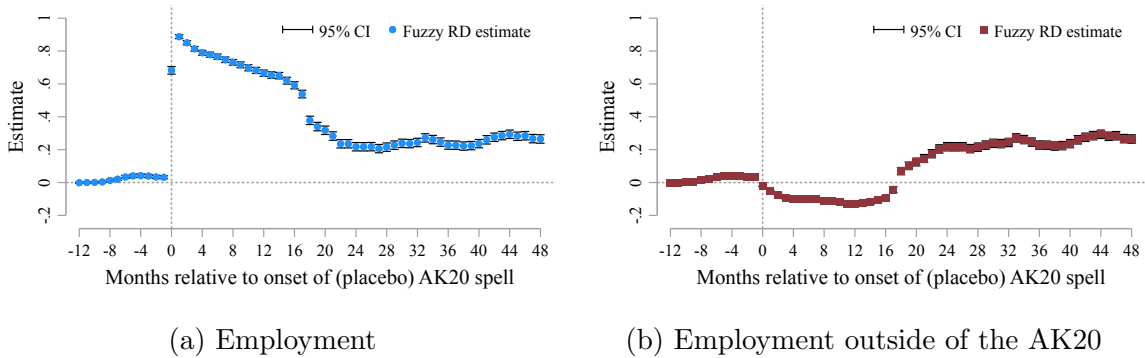 95% CI Fuzzy RD estimate
Estimate
1
.8
.6
.4
.2
0
-.2
-12 -8 -4 0 4 8 12 16 20 24 28 32 36 40 44 48
Months relative to onset of (placebo) AK20 spell
(a) Employment
95% CI Fuzzy RD estimate
Estimate
1
.8
.6
.4
.2
0
-.2
-12 -8 -4 0 4 8 12 16 20 24 28 32 36 40 44 48
Months relative to onset of (placebo) AK20 spell
(b) Employment outside of the AK20